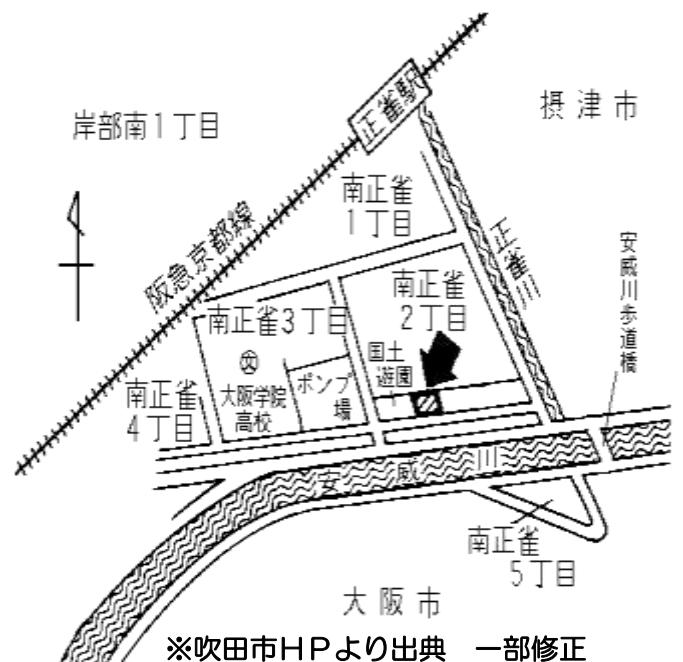 岸部南1丁目
正雀駅
摂津市
南正雀
1丁目
阪急京都線
正雀川
安威川歩道橋
南正雀
2丁目
南正雀3丁目
国土
遊園
文
大阪学院
高校
ポンプ
場
南正雀
4丁目
安威川
南正雀
5丁目
大阪市
※吹田市HPより出典 一部修正